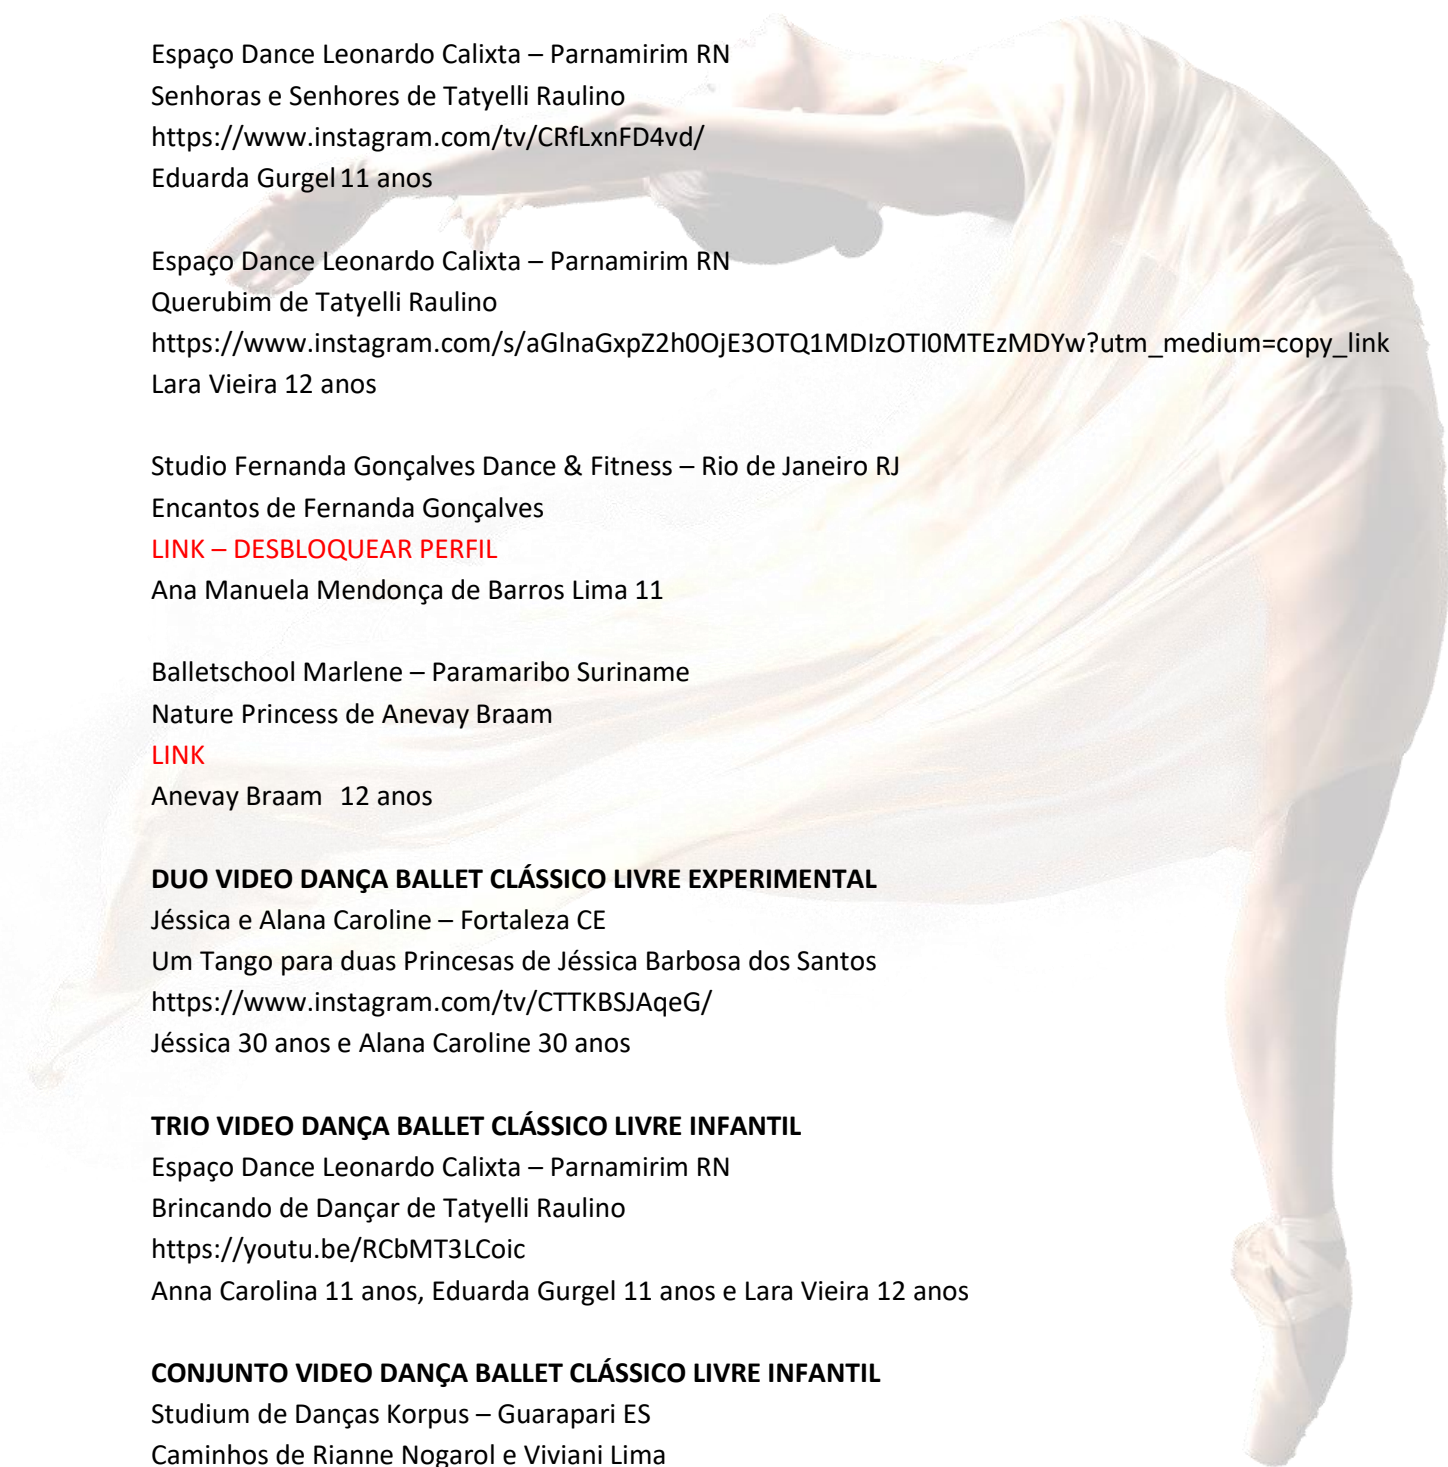 Espaço Dance Leonardo Calixta – Parnamirim RN
Senhoras e Senhores de Tatyelli Raulino
https://www.instagram.com/tv/CRfLxnFD4vd/
Eduarda Gurgel 11 anos
Espaço Dance Leonardo Calixta – Parnamirim RN
Querubim de Tatyelli Raulino
https://www.instagram.com/s/aGlnaGxpZ2h0OjE3OTQ1MDIzOTI0MTEzMDYw?utm_medium=copy_link
Lara Vieira 12 anos
Studio Fernanda Gonçalves Dance & Fitness – Rio de Janeiro RJ
Encantos de Fernanda Gonçalves
LINK – DESBLOQUEAR PERFIL
Ana Manuela Mendonça de Barros Lima 11
Balletschool Marlene – Paramaribo Suriname
Nature Princess de Anevay Braam
LINK
Anevay Braam 12 anos
DUO VIDEO DANÇA BALLET CLÁSSICO LIVRE EXPERIMENTAL
Jéssica e Alana Caroline – Fortaleza CE
Um Tango para duas Princesas de Jéssica Barbosa dos Santos
https://www.instagram.com/tv/CTTKBSJAqeG/
Jéssica 30 anos e Alana Caroline 30 anos
TRIO VIDEO DANÇA BALLET CLÁSSICO LIVRE INFANTIL
Espaço Dance Leonardo Calixta – Parnamirim RN
Brincando de Dançar de Tatyelli Raulino
https://youtu.be/RCbMT3LCoic
Anna Carolina 11 anos, Eduarda Gurgel 11 anos e Lara Vieira 12 anos
CONJUNTO VIDEO DANÇA BALLET CLÁSSICO LIVRE INFANTIL
Studium de Danças Korpus – Guarapari ES
Caminhos de Rianne Nogarol e Viviani Lima